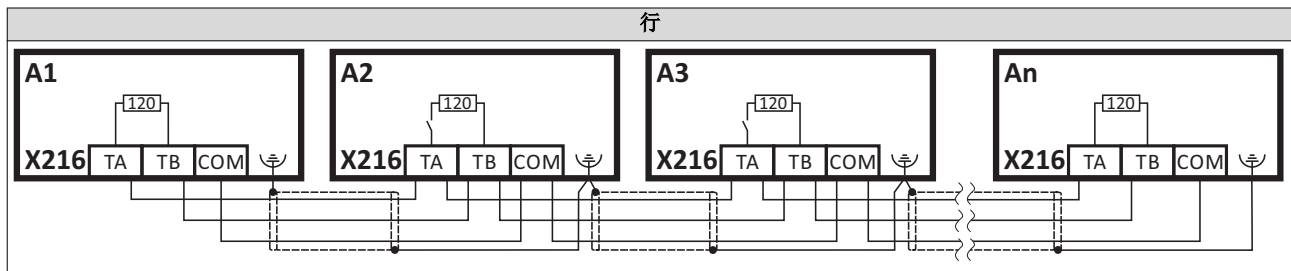 行
A1 A2 A3 An
120 120 120 120
X216 TA TB COM X216 TA TB COM X216 TA TB COM X216 TA TB COM